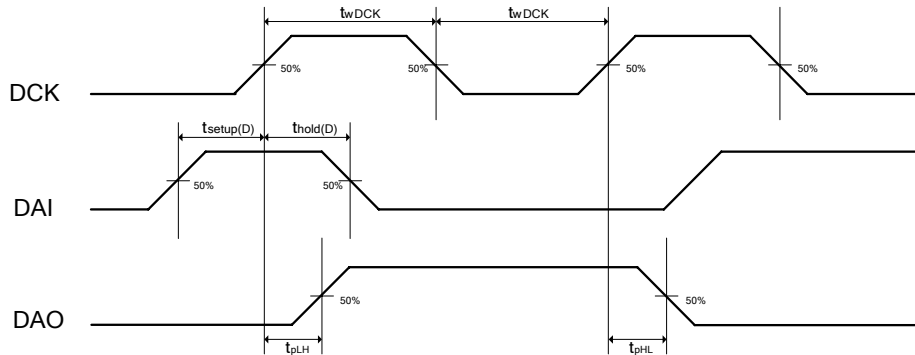 twDCK twDCK
DCK 50% 50% 50% 50%
tsetup(D) thold(D)
DAI 50% 50%
DAO 50% 50%
tpLH tpHL